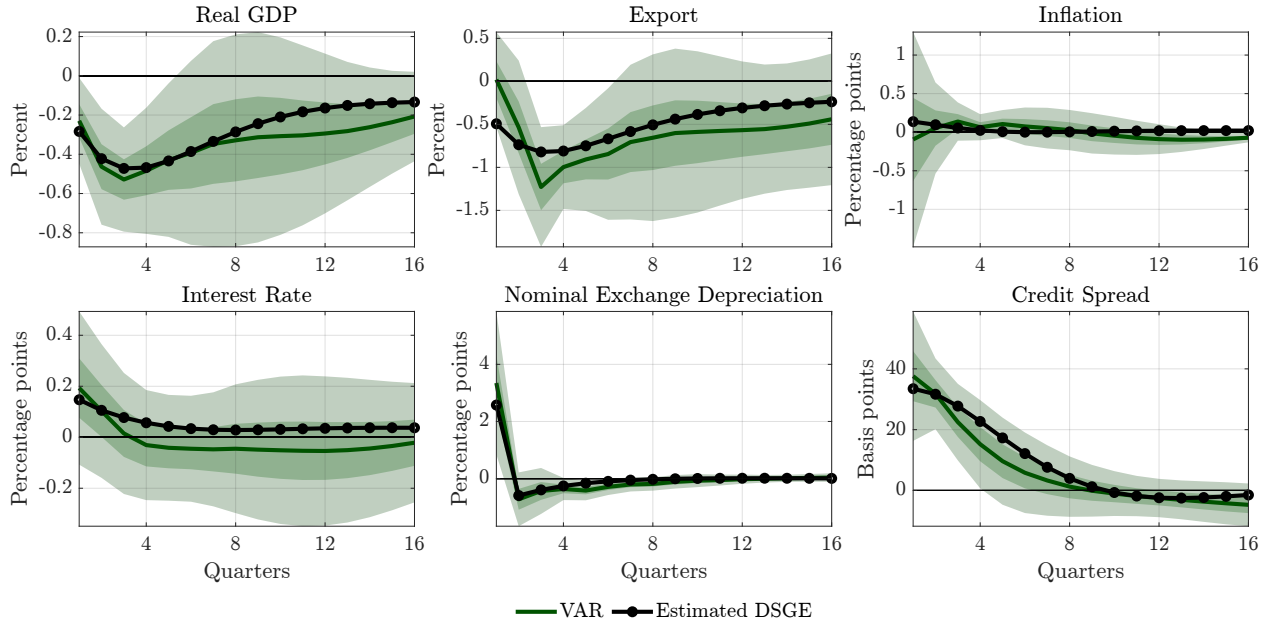 Real GDP
Percent
0.2
0
-0.2
-0.4
-0.6
-0.8
4
8
12
16
Export
Percent
0.5
0
-0.5
-1
-1.5
4
8
12
16
Inflation
Percentage points
1
0.5
0
-0.5
-1
4
8
12
16
Interest Rate
Percentage points
0.4
0.2
0
-0.2
4
8
12
16
Quarters
Nominal Exchange Depreciation
Percentage points
4
2
0
4
8
12
16
Quarters
Credit Spread
Basis points
40
20
0
4
8
12
16
Quarters
VAR
Estimated DSGE